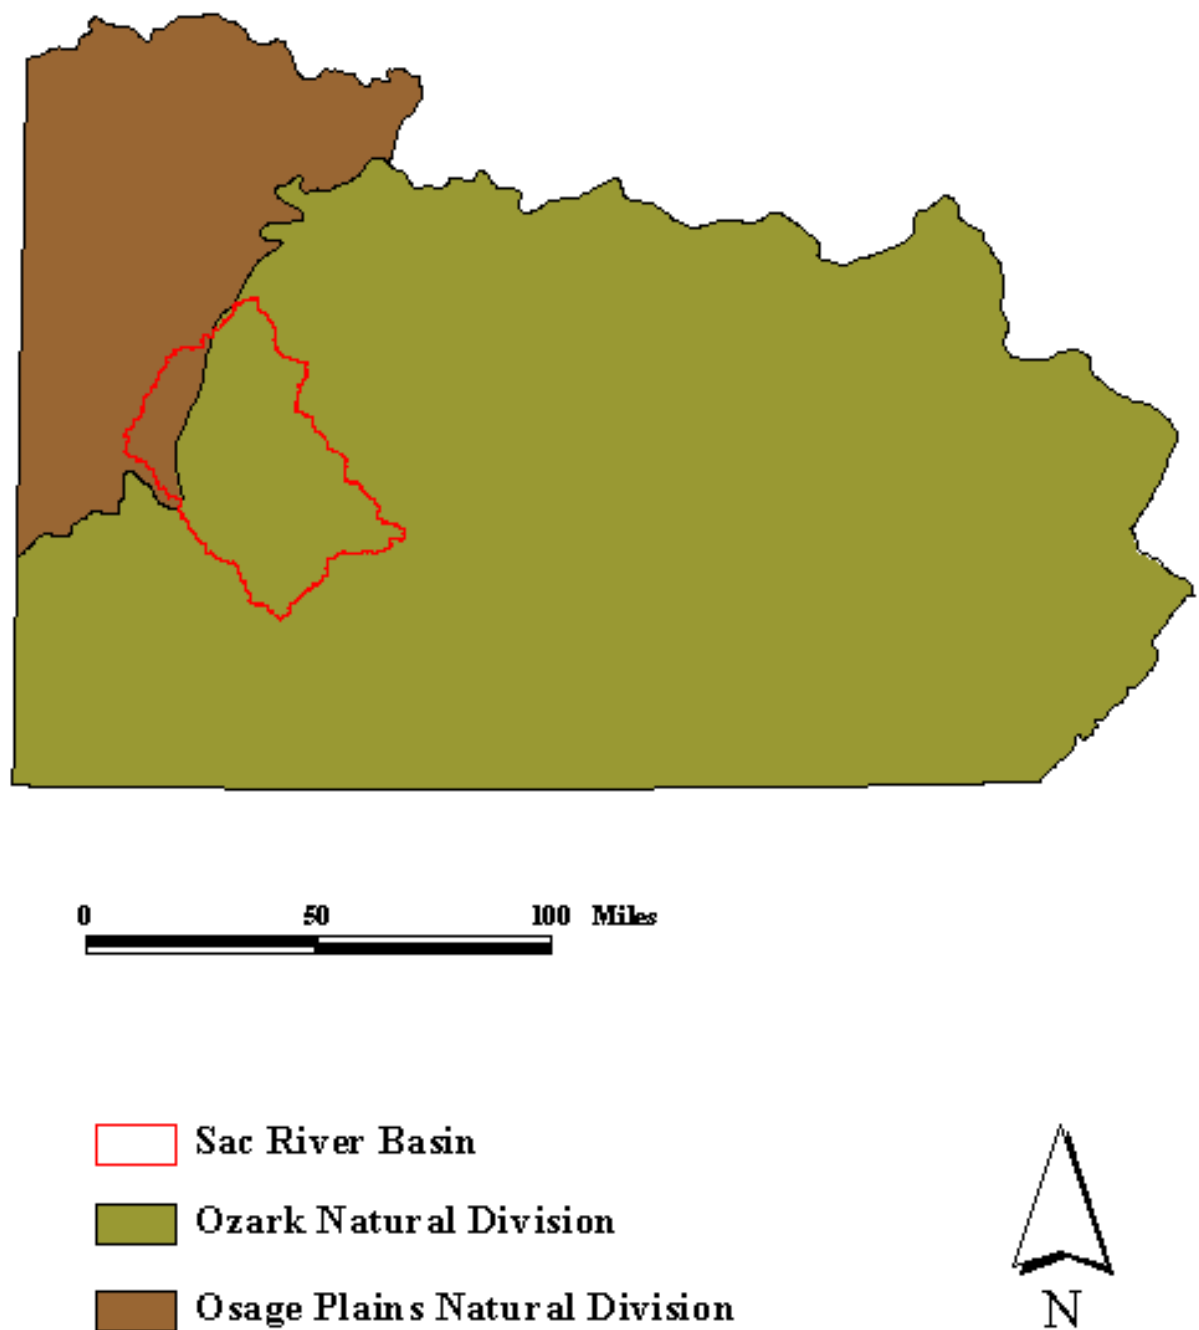 0 50 100 Miles
Sac River Basin
Ozark Natural Division
Osage Plains Natural Division
N